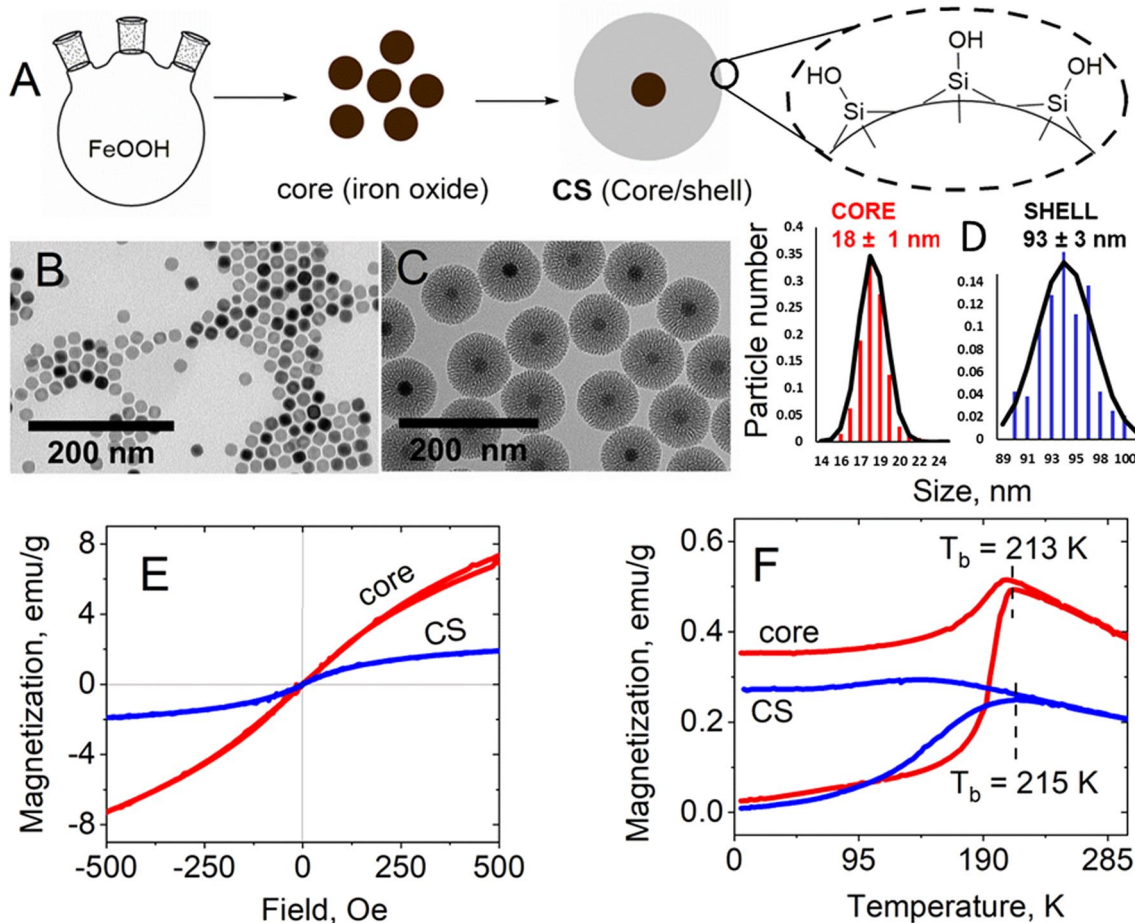 A
FeOOH
core (iron oxide)
CS (Core/shell)
HO
Si
OH
Si
OH
Si
B
200 nm
C
200 nm
CORE
18 ± 1 nm
D
SHELL
93 ± 3 nm
Particle number
0.4
0.35
0.3
0.25
0.2
0.15
0.1
0.05
0
14 16 17 19 20 22 24
0.14
0.12
0.1
0.08
0.06
0.04
0.02
0
89 91 93 95 98 100
Size, nm
E
Magnetization, emu/g
8
4
0
-4
-8
core
CS
-500 -250 0 250 500
Field, Oe
F
Magnetization, emu/g
0.6
0.4
0.2
0.0
T_b = 213 K
core
CS
T_b = 215 K
0 95 190 285
Temperature, K